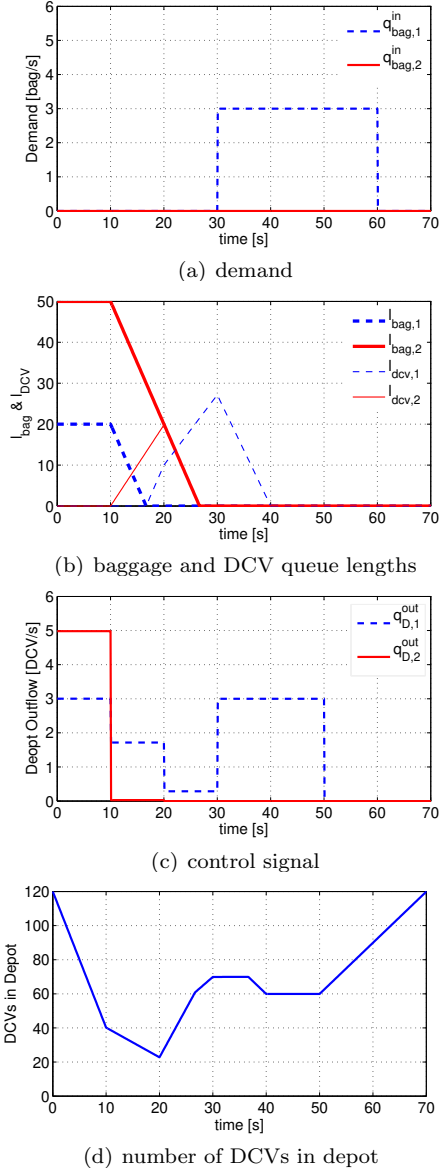 6
5
4
3
2
1
0
Demand [bag/s]
q^in_bag,1
q^in_bag,2
0 10 20 30 40 50 60 70
time [s]
(a) demand
50
40
30
20
10
0
l_bag & l_DCV
l_bag,1
l_bag,2
l_dcv,1
l_dcv,2
0 10 20 30 40 50 60 70
time [s]
(b) baggage and DCV queue lengths
6
5
4
3
2
1
0
Deopt Outflow [DCV/s]
q^out_D,1
q^out_D,2
0 10 20 30 40 50 60 70
time [s]
(c) control signal
120
100
80
60
40
20
0
DCVs in Depot
0 10 20 30 40 50 60 70
time [s]
(d) number of DCVs in depot